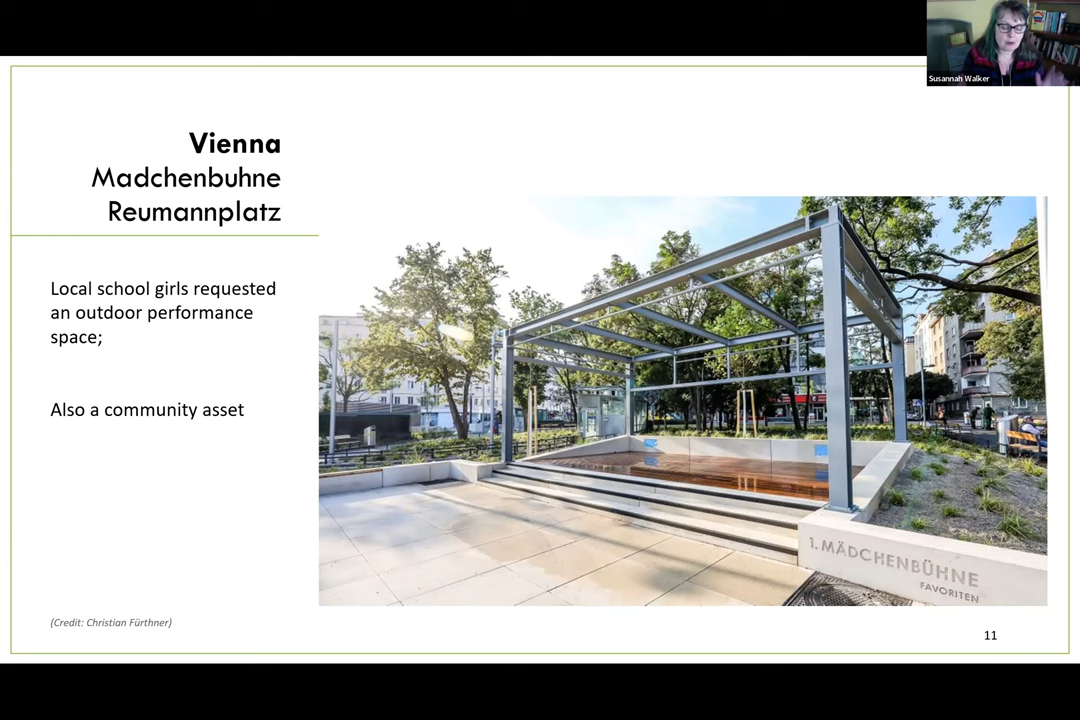 Susannah Walker
Vienna
Madchenbuhne
Reumannplatz
Local school girls requested
an outdoor performance
space;
Also a community asset
1. MÄDCHENBÜHNE
FAVORITEN
(Credit: Christian Fürthner)
11